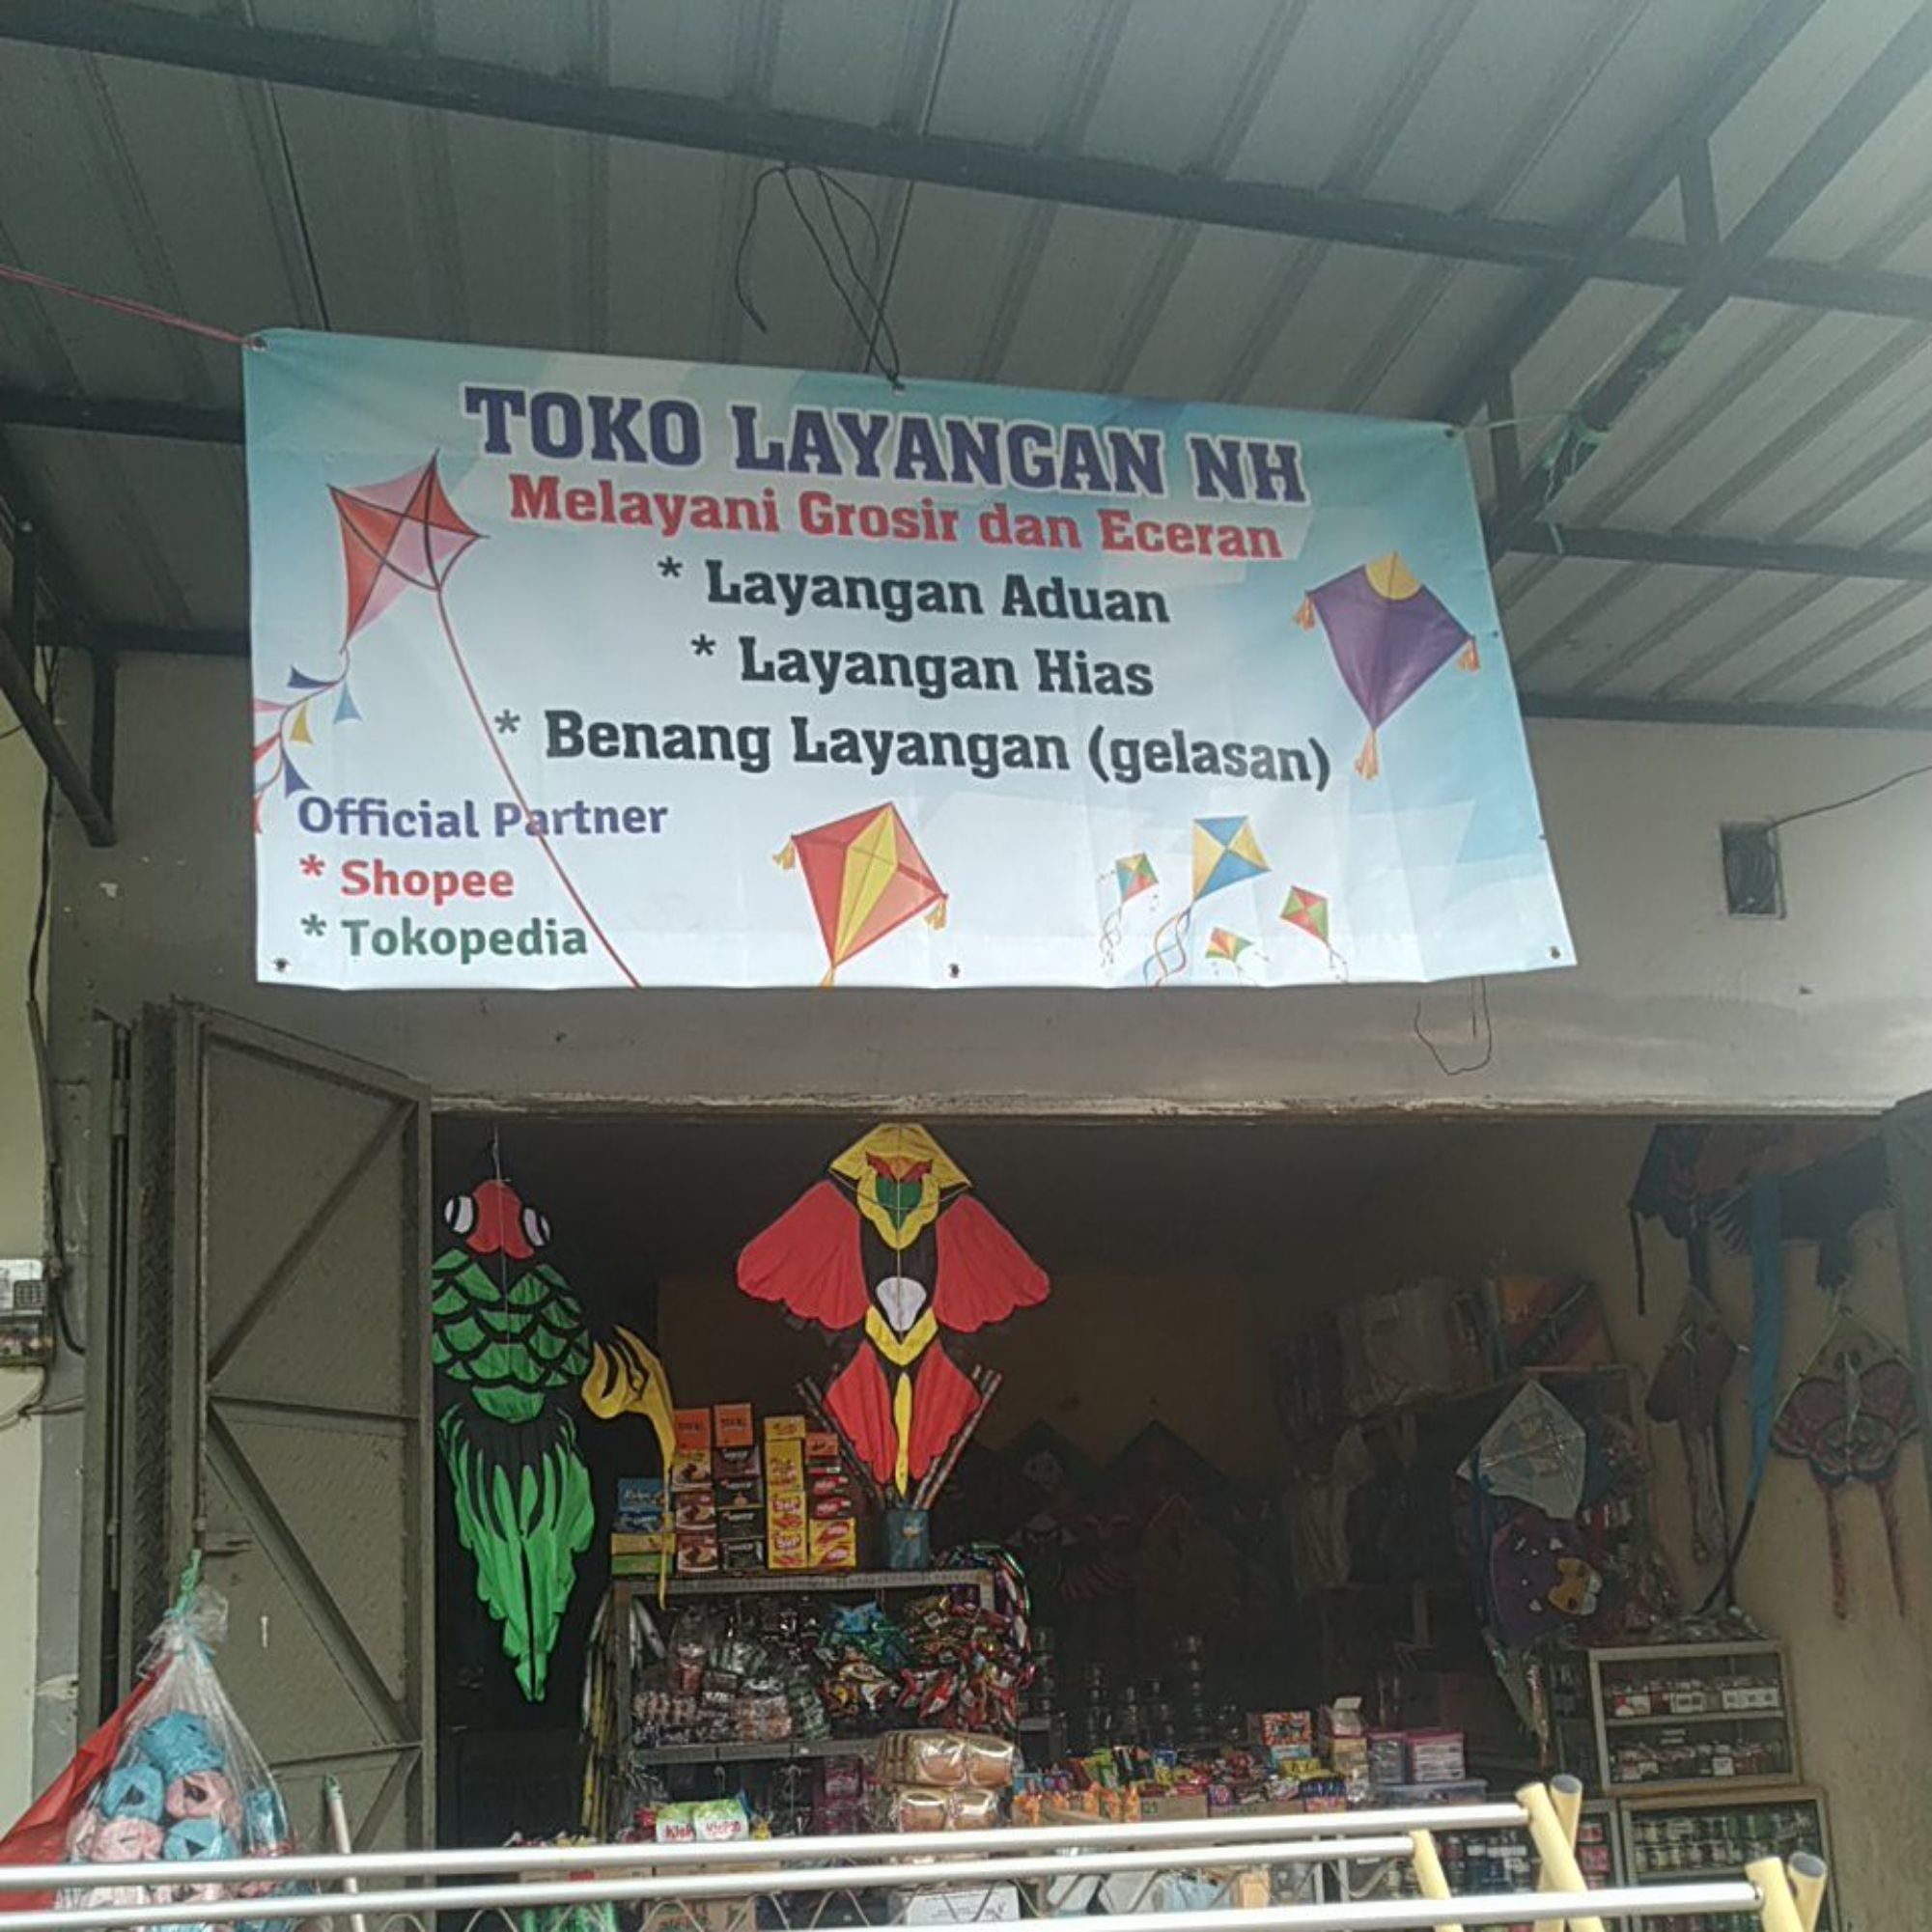 TOKO LAYANGAN NH
Melayani Grosir dan Eceran
* Layangan Aduan
* Layangan Hias
* Benang Layangan (gelasan)
Official Partner
* Shopee
* Tokopedia